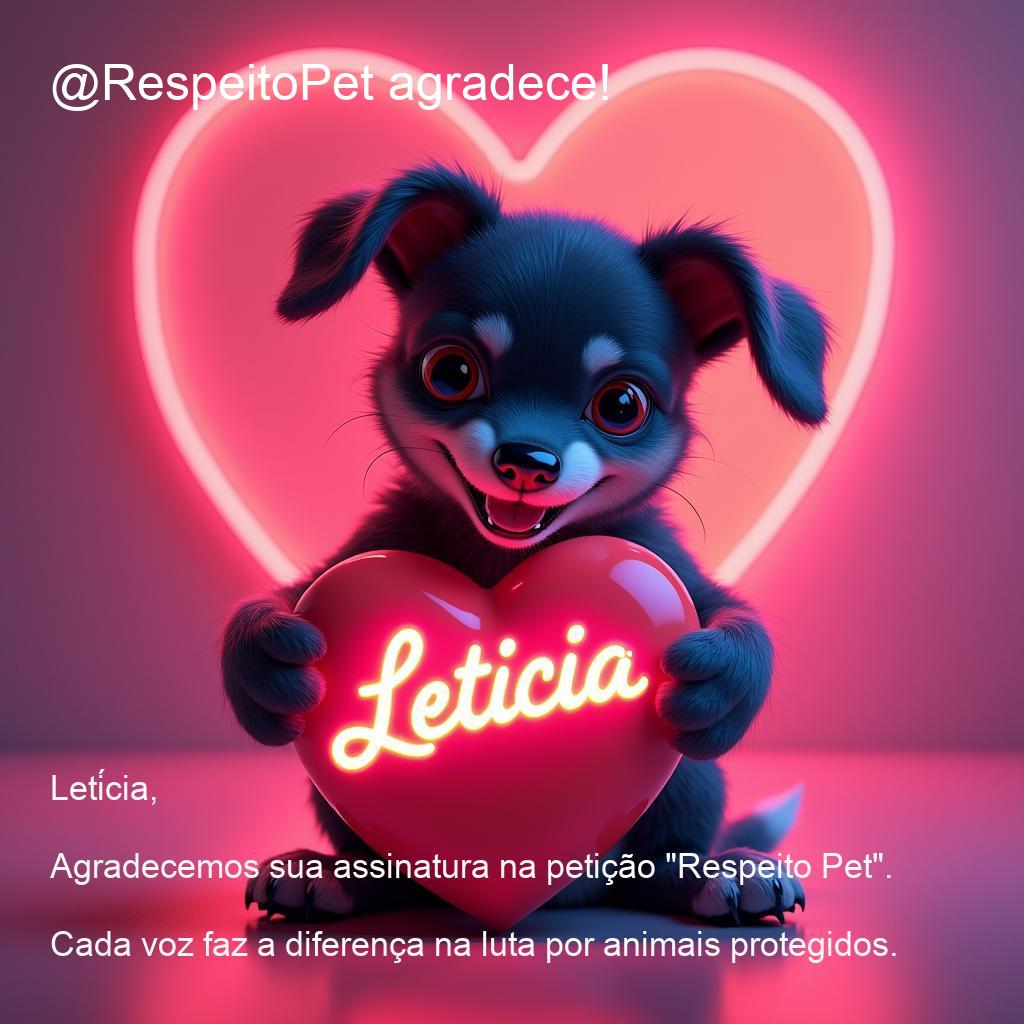 @RespeitoPet agradece!
Leticia
Letícia,
Agradecemos sua assinatura na petição "Respeito Pet".
Cada voz faz a diferença na luta por animais protegidos.